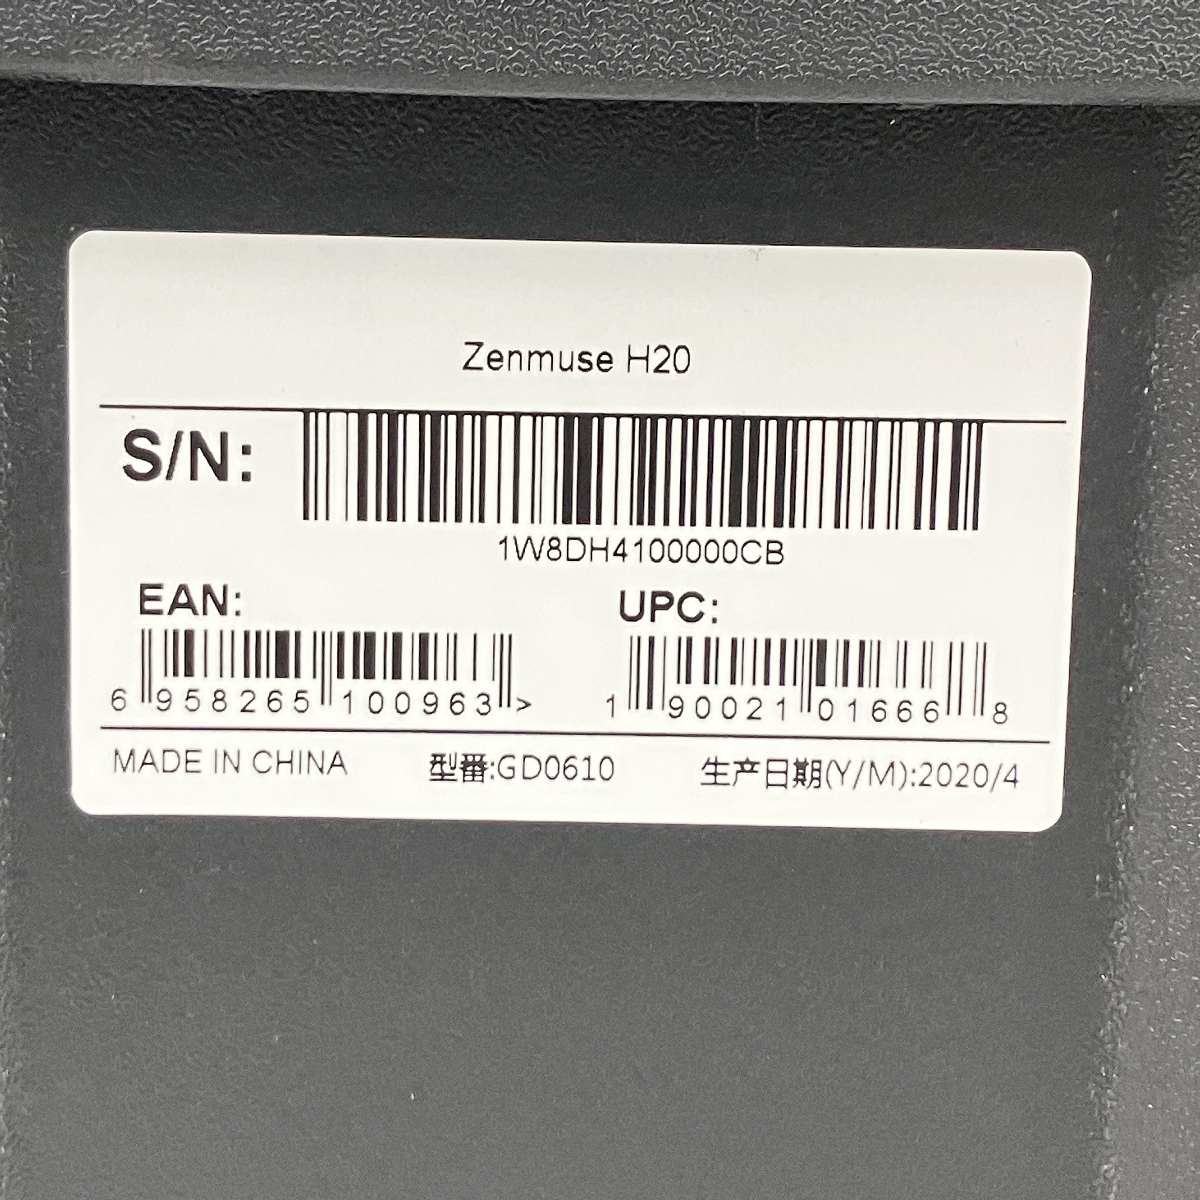 Zenmuse H20
S/N:
1W8DH4100000CB
EAN: UPC:
6 958265 100963 > 1 90021 01666 8
MADE IN CHINA 型番:GD0610 生产日期(Y/M):2020/4